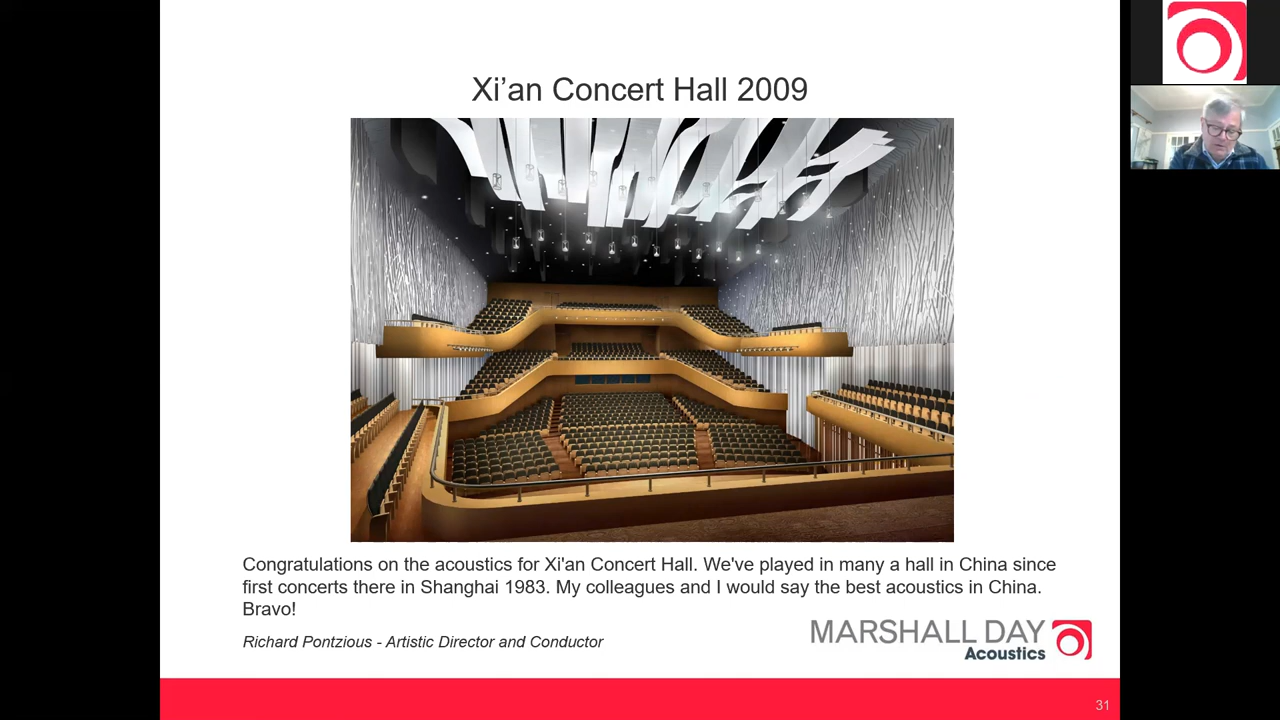 Xi’an Concert Hall 2009
Congratulations on the acoustics for Xi'an Concert Hall. We've played in many a hall in China since
first concerts there in Shanghai 1983. My colleagues and I would say the best acoustics in China.
Bravo!
Richard Pontzious - Artistic Director and Conductor
MARSHALL DAY
Acoustics
31